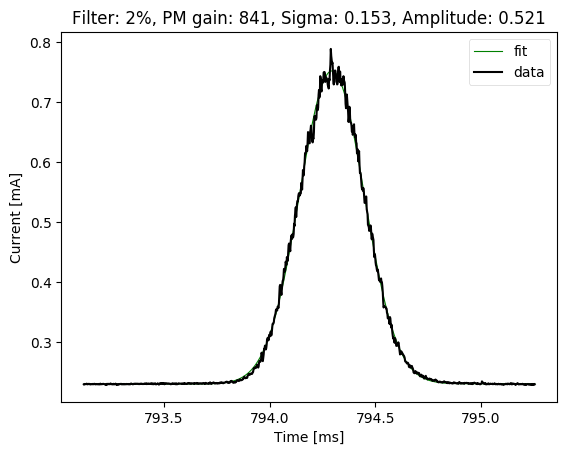 Filter: 2%, PM gain: 841, Sigma: 0.153, Amplitude: 0.521
fit
data
Current [mA]
0.8
0.7
0.6
0.5
0.4
0.3
793.5 794.0 794.5 795.0
Time [ms]